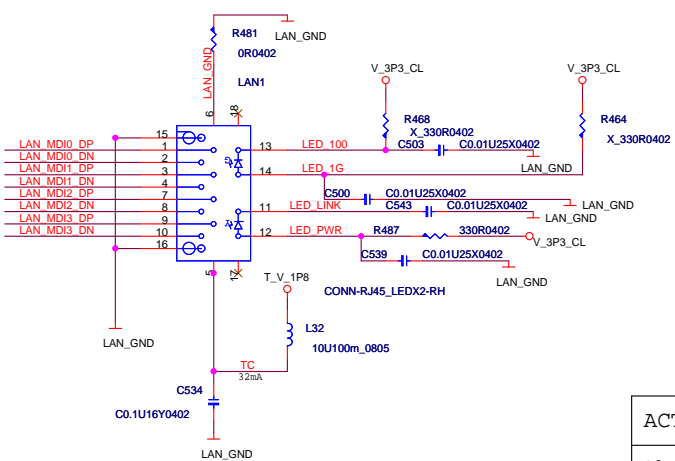 R481
LAN_GND
0R0402
LAN_GND
LAN1
V_3P3_CL
V_3P3_CL
R468
X_330R0402
R464
X_330R0402
6
18
15
LAN_MDI0_DP 1
LAN_MDI0_DN 2
LAN_MDI1_DP 3
LAN_MDI1_DN 4
LAN_MDI2_DP 7
LAN_MDI2_DN 8
LAN_MDI3_DP 9
LAN_MDI3_DN 10
16
13 LED_100
C503 C0.01U25X0402
LAN_GND
14 LED_1G
C500 C0.01U25X0402
LAN_GND
11 LED_LINK
C543 C0.01U25X0402
LAN_GND
12 LED_PWR
R487 330R0402
V_3P3_CL
C539 C0.01U25X0402
LAN_GND
5
17
CONN-RJ45_LEDX2-RH
T_V_1P8
L32
10U100m_0805
LAN_GND
TC
32mA
C534
C0.1U16Y0402
LAN_GND
ACT